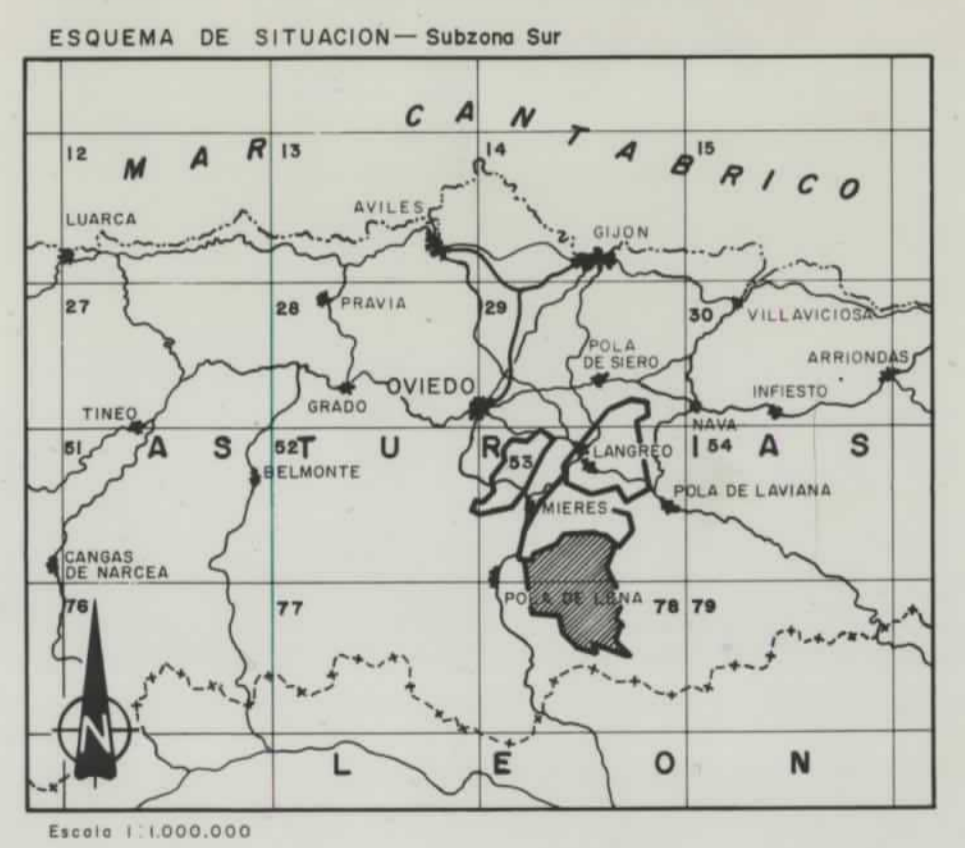 ESQUEMA DE SITUACION — Subzona Sur
MAR CANTABRICO
12
13
14
15
LUARCA
AVILES
GIJON
27
28
PRAVIA
29
30
VILLAVICIOSA
POLA
DE SIERO
ARRIONDAS
OVIEDO
GRADO
INFIESTO
TINEO
NAVA
ASTURIAS
51
52
53
54
BELMONTE
LANGREO
POLA DE LAVIANA
MIERES
CANGAS
DE NARCEA
POLA DE LENA
76
77
78
79
N
LEON
Escala 1:1.000.000